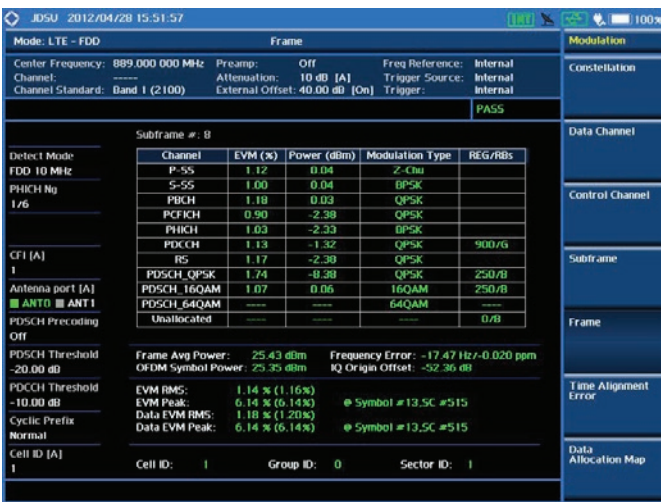 JDSU 2012/04/28 15:51:57 100%
Mode: LTE - FDD Frame Modulation
Center Frequency: 889.000 000 MHz Preamp: Off Freq Reference: Internal
Channel: ----- Attenuation: 10 dB [A] Trigger Source: Internal
Channel Standard: Band 1 (2100) External Offset: 40.00 dB [On] Trigger: Internal
PASS
Constellation
Data Channel
Control Channel
Subframe
Frame
Time Alignment
Error
Data
Allocation Map
Detect Mode
FDD 10 MHz
PHICH Ng
1/6
CFI [A]
1
Antenna port [A]
ANT0 ANT1
PDSCH Precoding
Off
PDSCH Threshold
-20.00 dB
PDCCH Threshold
-10.00 dB
Cyclic Prefix
Normal
Cell ID [A]
1
Subframe #: 8
Channel EVM (%) Power (dBm) Modulation Type REG/RBs
P-SS 1.12 0.04 Z-Chu
S-SS 1.00 0.04 BPSK
PBCH 1.18 0.03 QPSK
PCFICH 0.90 -2.38 QPSK
PHICH 1.03 -2.33 BPSK
PDCCH 1.13 -1.32 QPSK 900/G
RS 1.17 -2.38 QPSK
PDSCH_QPSK 1.74 -8.38 QPSK 250/8
PDSCH_16QAM 1.07 0.06 16QAM 250/8
PDSCH_64QAM ---- ---- 64QAM ----
Unallocated ---- ---- 0/8
Frame Avg Power: 25.43 dBm Frequency Error: -17.47 Hz/-0.020 ppm
OFDM Symbol Power: 25.35 dBm IQ Origin Offset: -52.36 dB
EVM RMS: 1.14 % (1.16%)
EVM Peak: 6.14 % (6.14%) @ Symbol #13,SC #515
Data EVM RMS: 1.18 % (1.20%)
Data EVM Peak: 6.14 % (6.14%) @ Symbol #13,SC #515
Cell ID: 1 Group ID: 0 Sector ID: 1